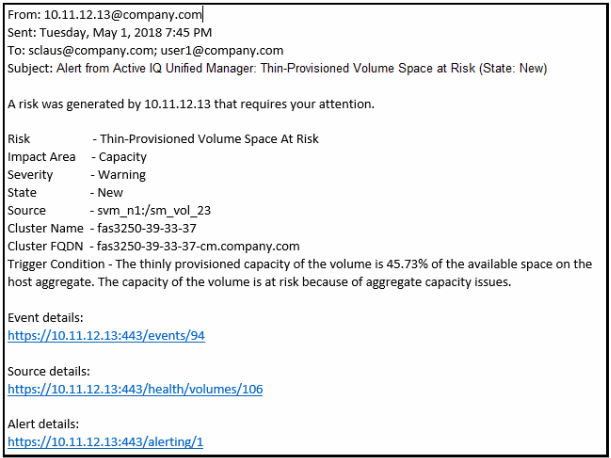 From: 10.11.12.13@company.com
Sent: Tuesday, May 1, 2018 7:45 PM
To: sclaus@company.com; user1@company.com
Subject: Alert from Active IQ Unified Manager: Thin-Provisioned Volume Space at Risk (State: New)
A risk was generated by 10.11.12.13 that requires your attention.
Risk - Thin-Provisioned Volume Space At Risk
Impact Area - Capacity
Severity - Warning
State - New
Source - svm_n1:/sm_vol_23
Cluster Name - fas3250-39-33-37
Cluster FQDN - fas3250-39-33-37-cm.company.com
Trigger Condition - The thinly provisioned capacity of the volume is 45.73% of the available space on the
host aggregate. The capacity of the volume is at risk because of aggregate capacity issues.
Event details:
https://10.11.12.13:443/events/94
Source details:
https://10.11.12.13:443/health/volumes/106
Alert details:
https://10.11.12.13:443/alerting/1